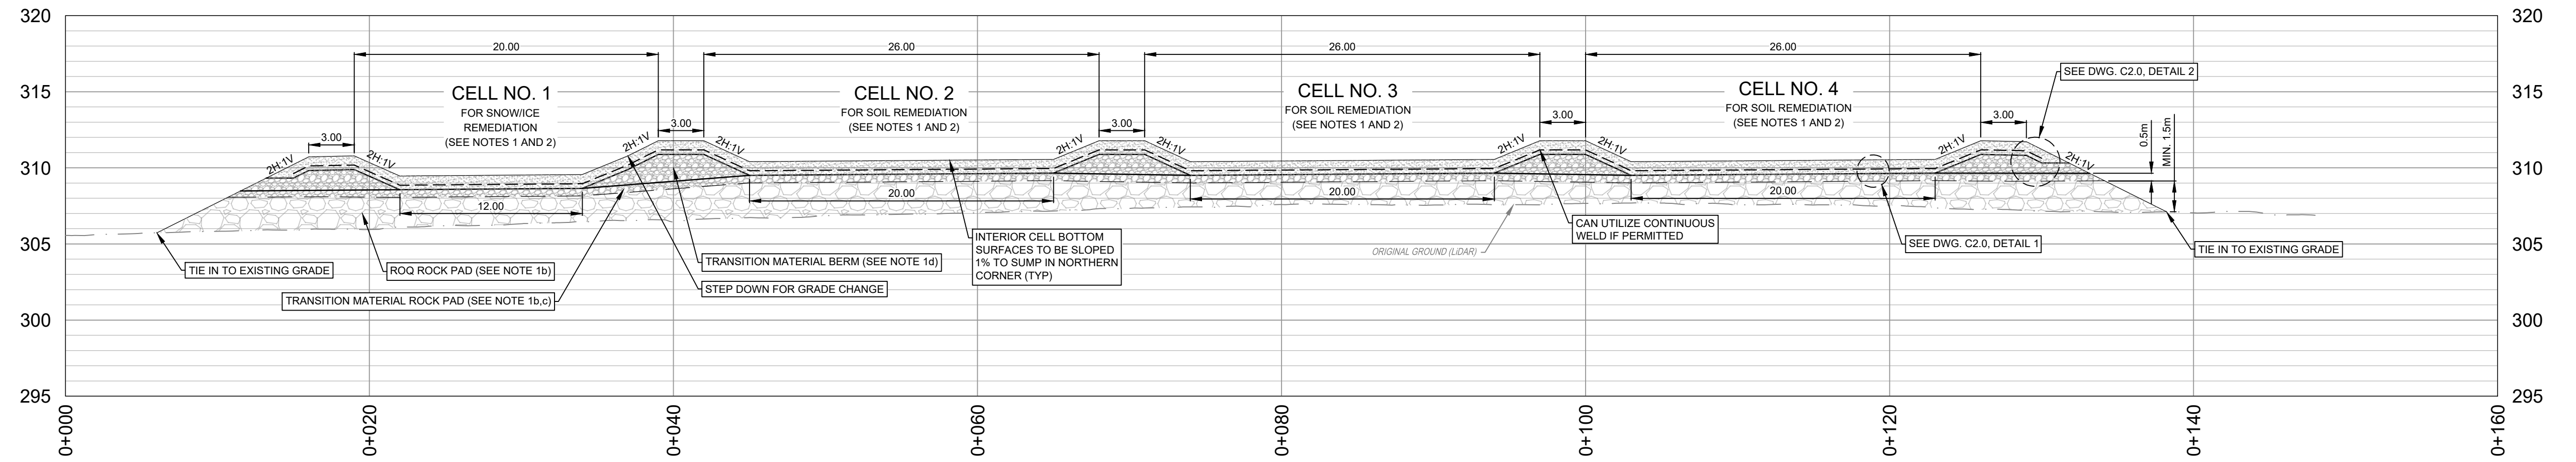 320
320
20.00
26.00
26.00
26.00
SEE DWG. C2.0, DETAIL 2
315
315
CELL NO. 1
FOR SNOW/ICE
REMEDIATION
(SEE NOTES 1 AND 2)
CELL NO. 2
FOR SOIL REMEDIATION
(SEE NOTES 1 AND 2)
CELL NO. 3
FOR SOIL REMEDIATION
(SEE NOTES 1 AND 2)
CELL NO. 4
FOR SOIL REMEDIATION
(SEE NOTES 1 AND 2)
3.00
3.00
3.00
3.00
3.00
0.5m
MIN. 1.5m
2H:1V
2H:1V
2H:1V
2H:1V
2H:1V
2H:1V
2H:1V
2H:1V
2H:1V
2H:1V
310
310
12.00
20.00
20.00
20.00
305
305
TIE IN TO EXISTING GRADE
ROQ ROCK PAD (SEE NOTE 1b)
TRANSITION MATERIAL ROCK PAD (SEE NOTE 1b,c)
TRANSITION MATERIAL BERM (SEE NOTE 1d)
STEP DOWN FOR GRADE CHANGE
INTERIOR CELL BOTTOM
SURFACES TO BE SLOPED
1% TO SUMP IN NORTHERN
CORNER (TYP)
ORIGINAL GROUND (LiDAR)
CAN UTILIZE CONTINUOUS
WELD IF PERMITTED
SEE DWG. C2.0, DETAIL 1
TIE IN TO EXISTING GRADE
300
300
295
295
0+000
0+020
0+040
0+060
0+080
0+100
0+120
0+140
0+160